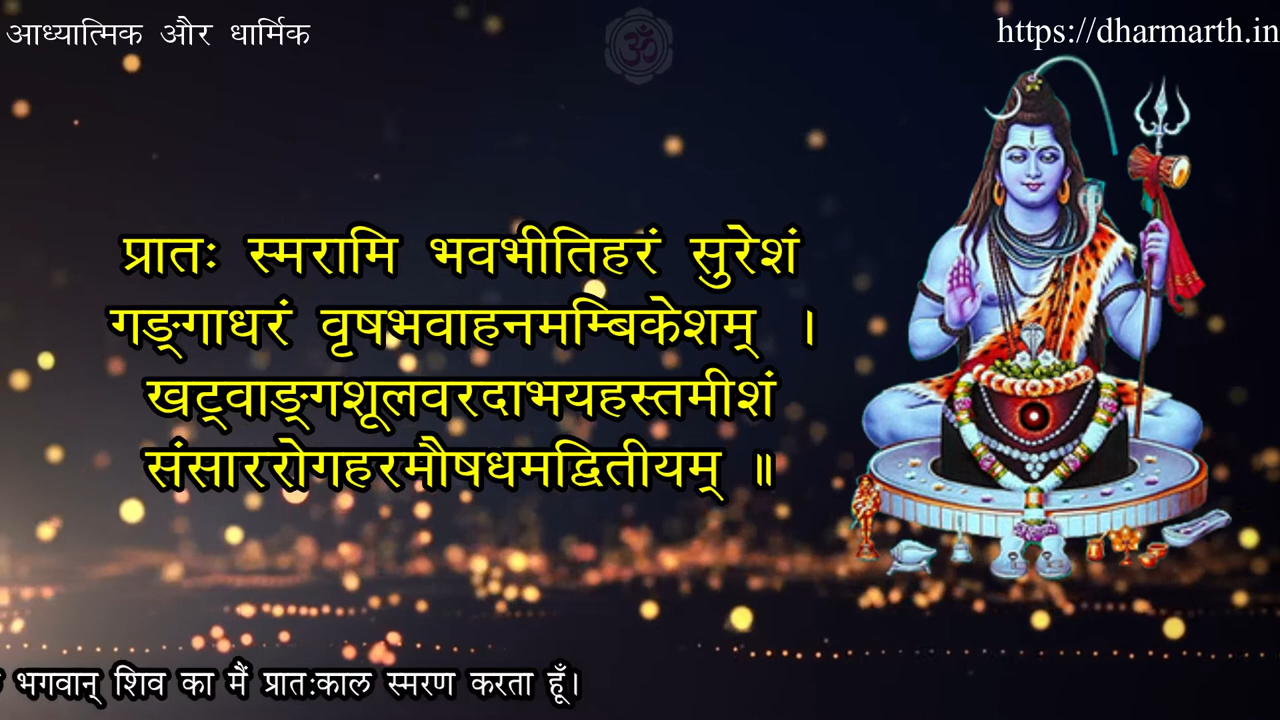 आध्यात्मिक और धार्मिक
https://dharmarth.in
ॐ
प्रातः स्मरामि भवभीतिहरं सुरेशं
गङ्गाधरं वृषभवाहनमम्बिकेशम् ।
खट्वाङ्गशूलवरदाभयहस्तमीशं
संसाररोगहरमौषधमद्वितीयम् ॥
भगवान् शिव का मैं प्रातःकाल स्मरण करता हूँ।